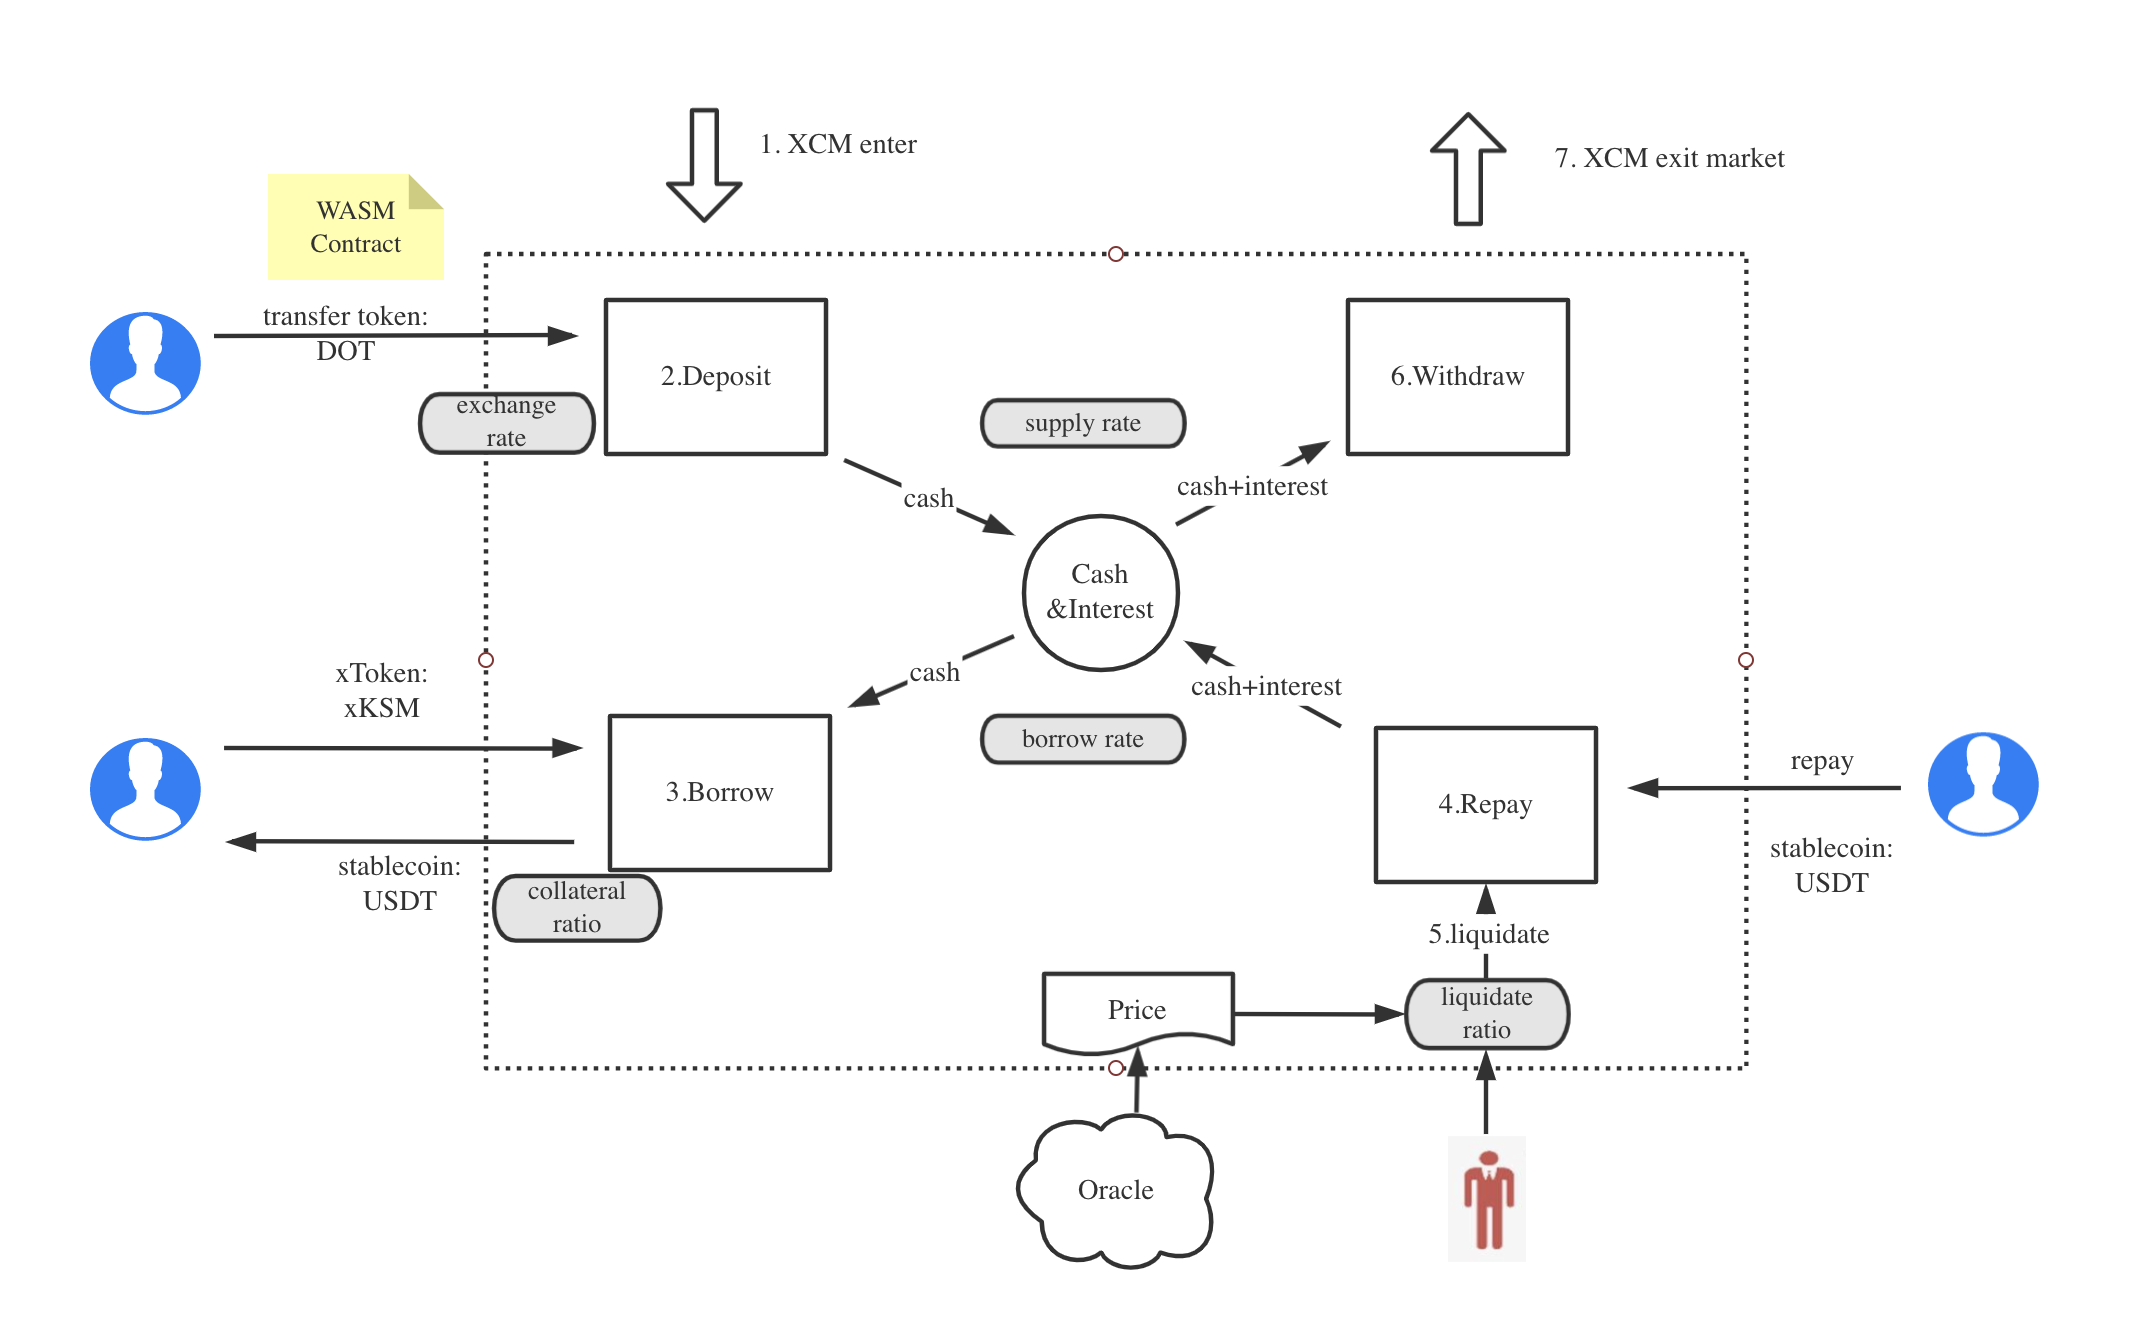 1. XCM enter
7. XCM exit market
WASM
Contract
transfer token:
DOT
2.Deposit
6.Withdraw
exchange
rate
supply rate
cash
cash+interest
Cash
&Interest
xToken:
xKSM
cash
cash+interest
borrow rate
3.Borrow
4.Repay
repay
stablecoin:
USDT
stablecoin:
USDT
collateral
ratio
5.liquidate
Price
liquidate
ratio
Oracle